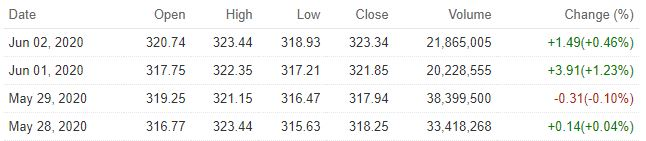 Date Open High Low Close Volume Change (%)
Jun 02, 2020 320.74 323.44 318.93 323.34 21,865,005 +1.49(+0.46%)
Jun 01, 2020 317.75 322.35 317.21 321.85 20,228,555 +3.91(+1.23%)
May 29, 2020 319.25 321.15 316.47 317.94 38,399,500 -0.31(-0.10%)
May 28, 2020 316.77 323.44 315.63 318.25 33,418,268 +0.14(+0.04%)